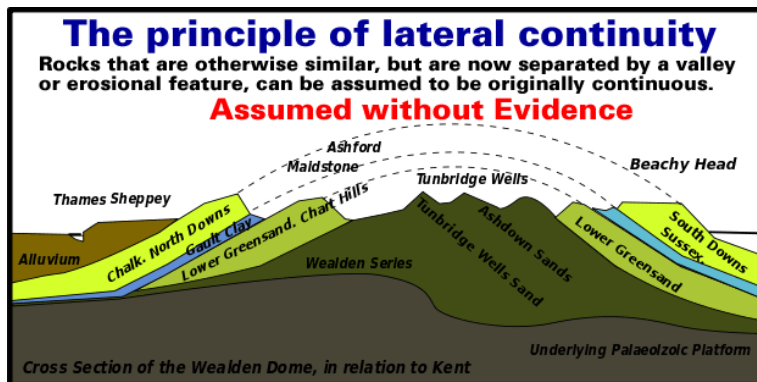 The principle of lateral continuity
Rocks that are otherwise similar, but are now separated by a valley
or erosional feature, can be assumed to be originally continuous.
Assumed without Evidence
Ashford
Maidstone
Beachy Head
Tunbridge Wells
Thames Sheppey
Alluvium
Chalk. North Downs
Gault Clay
Lower Greensand. Chart Hills
Wealden Series
Tunbridge Wells Sand
Ashdown Sands
Lower Greensand
South Downs
Sussex.
Underlying Palaeolzoic Platform
Cross Section of the Wealden Dome, in relation to Kent